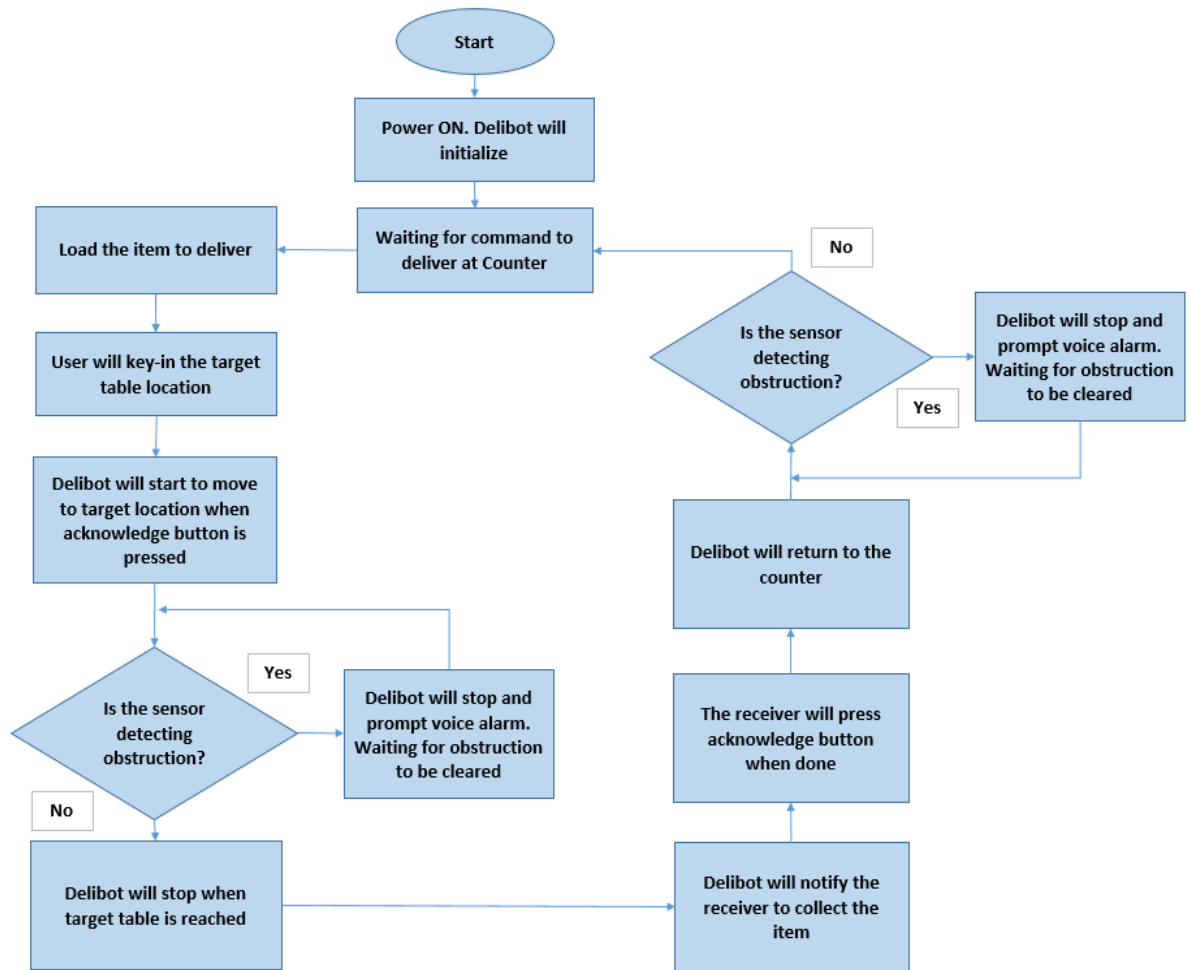 Start
Power ON. Delibot will
initialize
Waiting for command to
deliver at Counter
Load the item to deliver
User will key-in the target
table location
Delibot will start to move
to target location when
acknowledge button is
pressed
Is the sensor
detecting
obstruction?
Yes
Delibot will stop and
prompt voice alarm.
Waiting for obstruction
to be cleared
No
Delibot will stop when
target table is reached
Delibot will notify the
receiver to collect the
item
The receiver will press
acknowledge button
when done
Delibot will return to the
counter
Is the sensor
detecting
obstruction?
Yes
Delibot will stop and
prompt voice alarm.
Waiting for obstruction
to be cleared
No